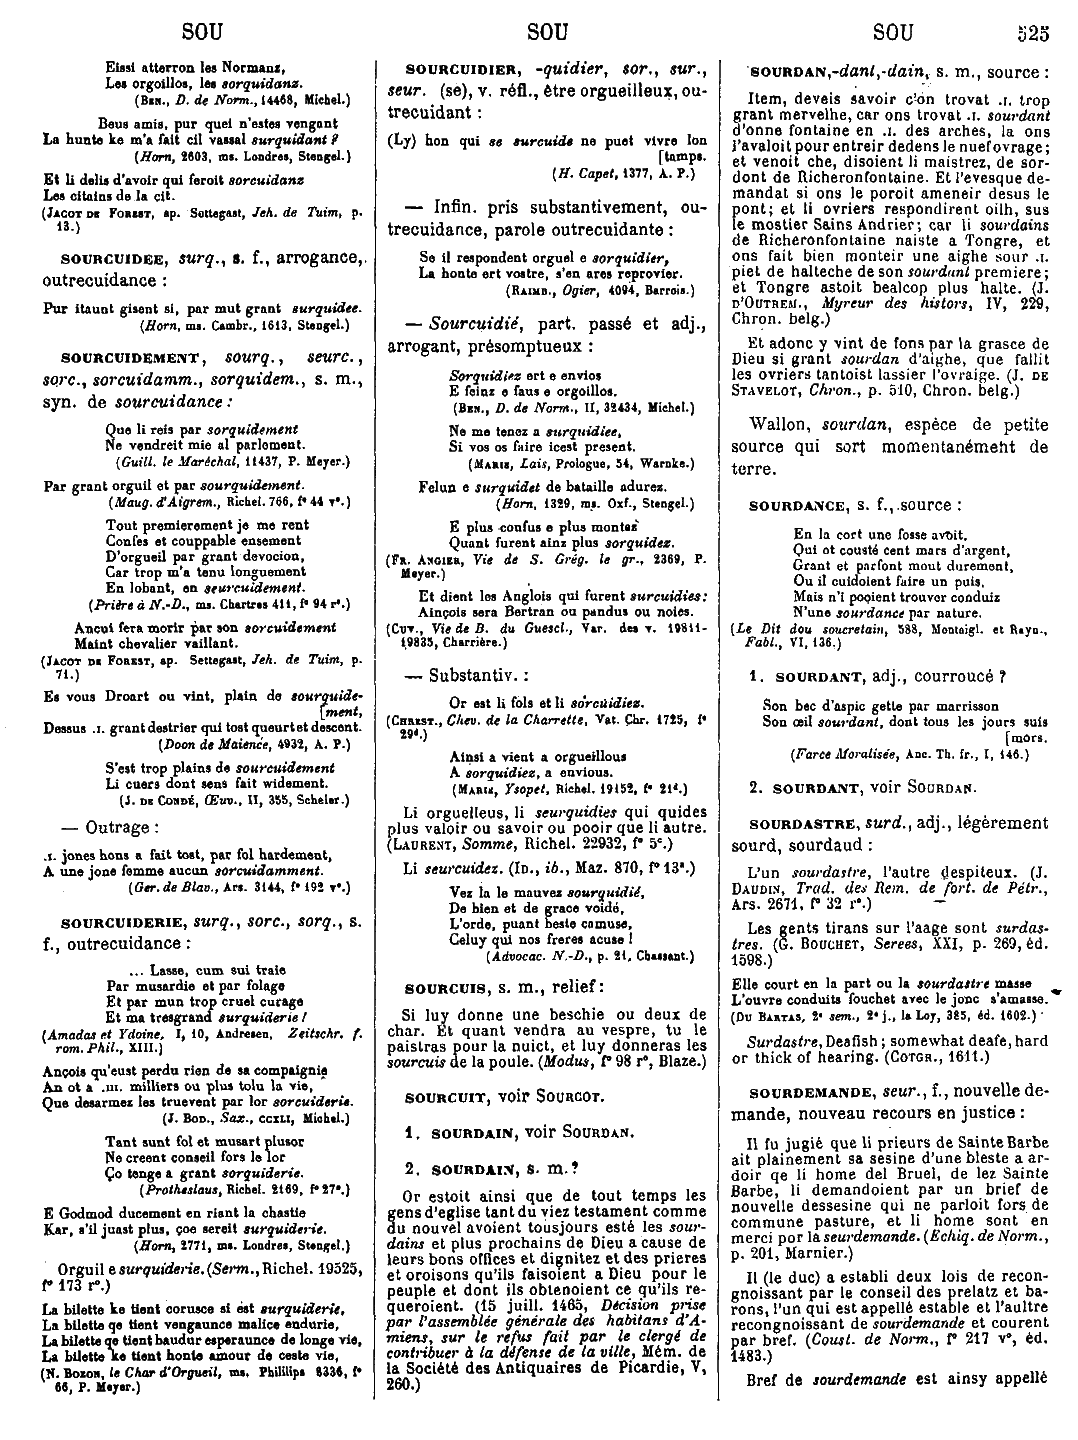 SOU
SOU
SOU
525
Eissi atterron les Normanz,
Les orgoillos, les sorquidanz.
(Ben., D. de Norm., 14468, Michel.)
Beus amis, pur quei n'estes vengant
La hunte ke m'a fait cil vassal surquidant?
(Horn, 2603, ms. Londres, Stengel.)
Et li delis d'avoir qui feroit sorcuidanz
Les citains de la cit.
(Jacot de Forest, ap. Settegast, Jeh. de Tuim, p.
13.)
SOURCUIDEE, surq., s. f., arrogance,
outrecuidance :
Pur itaunt gisent si, par mut grant surquidee.
(Horn, ms. Cambr., 1613, Stengel.)
SOURCUIDEMENT, sourq., seurc.,
sorc., sorcuidamm., sorquidem., s. m.,
syn. de sourcuidance :
Que li reis par sorquidement
Ne vendreit mie al parlement.
(Guill. le Maréchal, 11437, P. Meyer.)
Par grant orguil et par sourquidement.
(Maug. d'Aigrem., Richel. 766, f° 44 v°.)
Tout premierement je me rent
Confes et couppable ensement
D'orgueil par grant devocion,
Car trop m'a tenu longuement
En lobant, en seurcuidement.
(Prière à N.-D., ms. Chartres 411, f° 94 r°.)
Ancui fera morir par son sorcuidement
Maint chevalier vaillant.
(Jacot de Forest, ap. Settegast, Jeh. de Tuim, p.
71.)
Es vous Droart ou vint, plain de sourquide-
[ment,
Dessus .I. grant destrier qui tost queurt et descent.
(Doon de Maience, 4932, A. P.)
S'est trop plains de sourcuidement
Li cuers dont sens fait widement.
(J. de Condé, Œuv., II, 355, Scheler.)
— Outrage :
.I. jones hons a fait tost, par fol hardement,
A une jone femme aucun sorcuidamment.
(Ger. de Blav., Ars. 3144, f° 192 v°.)
SOURCUIDERIE, surq., sorc., sorq., s.
f., outrecuidance :
... Lasse, cum sui traie
Par musardie et par folage
Et par mun trop cruel curage
Et ma tresgrand surquiderie!
(Amadas et Ydoine, I, 10, Andresen, Zeitschr. f.
rom. Phil., XIII.)
Ançois qu'eust perdu rien de sa compaignie
An ot a .III. milliers ou plus tolu la vie,
Que desarmez les truevent par lor sorcuiderie.
(J. Bod., Sax., CCXLI, Michel.)
Tant sunt fol et musart plusor
Ne creent conseil fors le lor
Ço tenge a grant sorquiderie.
(Protheslaus, Richel. 2169, f° 27°.)
E Godmod ducement en riant la chastie
Kar, s'il juast plus, çoe sereit surquiderie.
(Horn, 2771, ms. Londres, Stengel.)
Orguil e surquiderie. (Serm., Richel. 19525,
f° 173 r°.)
La bilette ke tient corusce si est surquiderie,
La bilette qe tient vengaunce malice endurie,
La bilette qe tient baudur esperaunce de longe vie,
La bilette ke tient honte amour de ceste vie,
(N. Bozon, le Char d'Orgueil, ms. Phililips 8336, f°
66, P. Meyer.)
SOURCUIDIER, -quidier, sor., sur.,
seur. (se), v. réfl., être orgueilleux, ou-
trecuidant :
(Ly) hon qui se surcuide ne puet vivre lon
[tamps.
(H. Capet, 1377, A. P.)
— Infin. pris substantivement, ou-
trecuidance, parole outrecuidante :
Se il respondent orguel e sorquidier,
La honte ert vostre, s'en ares reprovier.
(Raimb., Ogier, 4094, Barrois.)
— Sourcuidié, part. passé et adj.,
arrogant, présomptueux :
Sorquidiez ert e envios
E feinz e faus e orgoillos.
(Ben., D. de Norm., II, 32434, Michel.)
Ne me tenez a surquidiee,
Si vos os faire icest present.
(Marie, Lais, Prologue, 54, Warnke.)
Felun e surquidet de bataille adurez.
(Horn, 1329, ms. Oxf., Stengel.)
E plus confus e plus montez
Quant furent ainz plus sorquidez.
(Fr. Angier, Vie de S. Grég. le gr., 2369, P.
Meyer.)
Et dient les Anglois qui furent surcuidies:
Ainçois sera Bertran ou pandus ou noies.
(Cuv., Vie de B. du Guescl., Var. des v. 19811-
19835, Charrière.)
— Substantiv. :
Or est li fols et li sorcuidiez.
(Chrest., Chev. de la Charrette, Vat. Chr. 1725, f°
29ᵈ.)
Ainsi a vient a orgueillous
A sorquidiez, a envious.
(Marie, Ysopet, Richel. 19152, f° 21ᵈ.)
Li orguelleus, li seurquidies qui quides
plus valoir ou savoir ou pooir que li autre.
(Laurent, Somme, Richel. 22932, f° 5ᶜ.)
Li seurcuidez. (Id., ib., Maz. 870, f° 13ᵃ.)
Vez la le mauves sourquidié,
De bien et de grace voidé,
L'orde, puant beste camuse,
Celuy qui nos freres acuse!
(Advocac. N.-D., p. 21, Chassant.)
SOURCUIS, s. m., relief :
Si luy donne une beschie ou deux de
char. Et quant vendra au vespre, tu le
paistras pour la nuict, et luy donneras les
sourcuis de la poule. (Modus, f° 98 r°, Blaze.)
SOURCUIT, voir Sourgot.
1. SOURDAIN, voir Sourdan.
2. SOURDAIN, s. m.?
Or estoit ainsi que de tout temps les
gens d'eglise tant du viez testament comme
du nouvel avoient tousjours esté les sour-
dains et plus prochains de Dieu a cause de
leurs bons offices et dignitez et des prieres
et oroisons qu'ils faisoient a Dieu pour le
peuple et dont ils obtenoient ce qu'ils re-
queroient. (15 juill. 1465, Décision prise
par l'assemblée générale des habitans d'A-
miens, sur le refus fait par le clergé de
contribuer à la défense de la ville, Mém. de
la Société des Antiquaires de Picardie, V,
260.)
SOURDAN, -dant, -dain, s. m., source :
Item, deveis savoir c'on trovat .I. trop
grant mervelhe, car ons trovat .I. sourdant
d'onne fontaine en .I. des arches, la ons
l'avaloit pour entreir dedens le nuef ovrage;
et venoit che, disoient li maistrez, de sor-
dont de Richeronfontaine. Et l'evesque de-
mandat si ons le poroit ameneir desus le
pont; et li ovriers respondirent oilh, sus
le mostier Sains Andrier; car li sourdains
de Richeronfontaine naiste a Tongre, et
ons fait bien monteir une aighe sour .I.
piet de halteche de son sourdant premiere;
et Tongre astoit bealcop plus halte. (J.
d'Outrem., Myreur des histors, IV, 229,
Chron. belg.)
Et adonc y vint de fons par la grasce de
Dieu si grant sourdan d'aighe, que fallit
les ovriers tantoist lassier l'ovraige. (J. de
Stavelot, Chron., p. 510, Chron. belg.)
Wallon, sourdan, espèce de petite
source qui sort momentanément de
terre.
SOURDANCE, s. f., source :
En la cort une fosse avoit,
Qui ot cousté cent mars d'argent,
Grant et parfont mout durement,
Ou il cuidoient faire un puis,
Mais n'i poient trouver conduiz
N'une sourdance par nature.
(Le Dit dou soucretain, 588, Montaigl. et Rayn.,
Fabl., VI, 136.)
1. SOURDANT, adj., courroucé ?
Son bec d'aspic gette par marrisson
Son œil sourdant, dont tous les jours suis
[mors.
(Farce Moralisée, Anc. Th. fr., I, 146.)
2. SOURDANT, voir Sourdan.
SOURDASTRE, surd., adj., légèrement
sourd, sourdaud :
L'un sourdastre, l'autre despiteux. (J.
Daudin, Trad. des Rem. de fort. de Pétr.,
Ars. 2671, f° 32 r°.)
Les gents tirans sur l'aage sont surdas-
tres. (G. Bouchet, Serees, XXI, p. 269, éd.
1598.)
Elle court en la part ou la sourdastre masse
L'ouvre conduits fouchet avec le jonc s'amasse.
(Du Bartas, 2ᵉ sem., 2ᵉ j., la Loy, 385, éd. 1602.)
Surdastre, Deafish; somewhat deafe, hard
or thick of hearing. (Cotgr., 1611.)
SOURDEMANDE, seur., f., nouvelle de-
mande, nouveau recours en justice :
Il fu jugié que li prieurs de Sainte Barbe
ait plainement sa sesine d'une bleste a ar-
doir qe li home del Bruel, de lez Sainte
Barbe, li demandoient par un brief de
nouvelle dessesine qui ne parloit fors de
commune pasture, et li home sont en
merci por la seurdemande. (Echiq. de Norm.,
p. 201, Marnier.)
Il (le duc) a establi deux lois de recon-
gnoissant par le conseil des prelatz et ba-
rons, l'un qui est appellé estable et l'aultre
recongnoissant de sourdemande et courent
par bref. (Coust. de Norm., f° 217 v°, éd.
1483.)
Bref de sourdemande est ainsy appellé